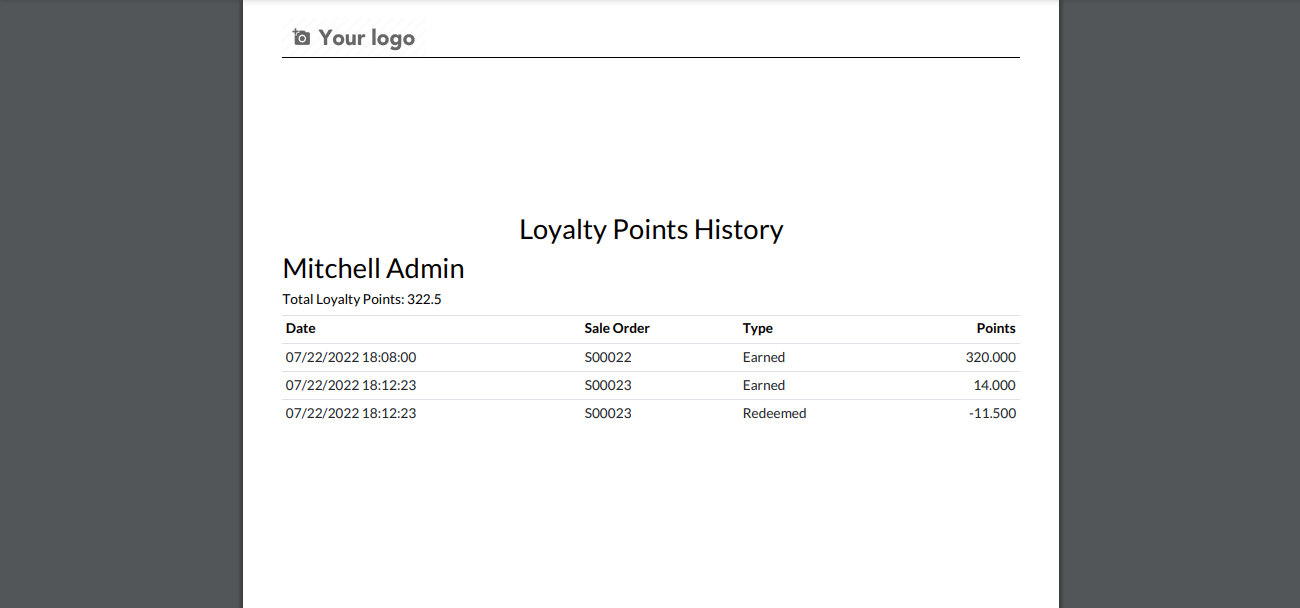 Your logo
Loyalty Points History
Mitchell Admin
Total Loyalty Points: 322.5
Date Sale Order Type Points
07/22/2022 18:08:00 S00022 Earned 320.000
07/22/2022 18:12:23 S00023 Earned 14.000
07/22/2022 18:12:23 S00023 Redeemed -11.500